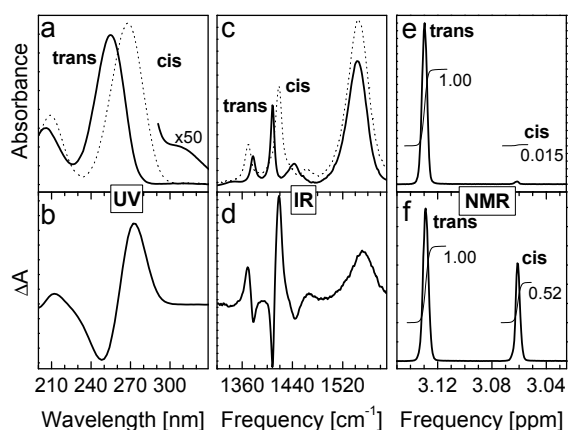 a c e
trans cis
x50
trans cis
trans
1.00
cis
0.015
Absorbance
UV IR NMR
b d f
trans
1.00
cis
0.52
ΔA
210 240 270 300
1360 1440 1520
3.12 3.08 3.04
Wavelength [nm] Frequency [cm⁻¹] Frequency [ppm]